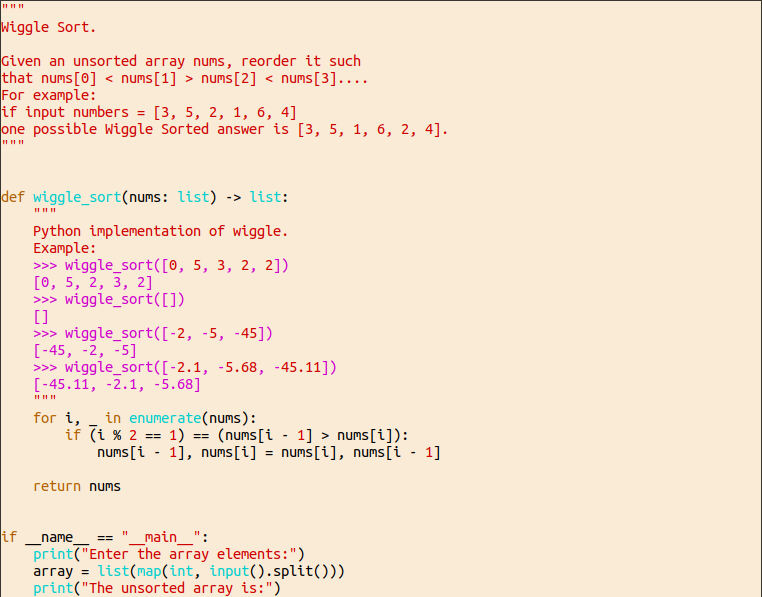 """
Wiggle Sort.

Given an unsorted array nums, reorder it such
that nums[0] < nums[1] > nums[2] < nums[3]....
For example:
if input numbers = [3, 5, 2, 1, 6, 4]
one possible Wiggle Sorted answer is [3, 5, 1, 6, 2, 4].
"""


def wiggle_sort(nums: list) -> list:
    """
    Python implementation of wiggle.
    Example:
    >>> wiggle_sort([0, 5, 3, 2, 2])
    [0, 5, 2, 3, 2]
    >>> wiggle_sort([])
    []
    >>> wiggle_sort([-2, -5, -45])
    [-45, -2, -5]
    >>> wiggle_sort([-2.1, -5.68, -45.11])
    [-45.11, -2.1, -5.68]
    """
    for i, _ in enumerate(nums):
        if (i % 2 == 1) == (nums[i - 1] > nums[i]):
            nums[i - 1], nums[i] = nums[i], nums[i - 1]

    return nums


if __name__ == "__main__":
    print("Enter the array elements:")
    array = list(map(int, input().split()))
    print("The unsorted array is:")